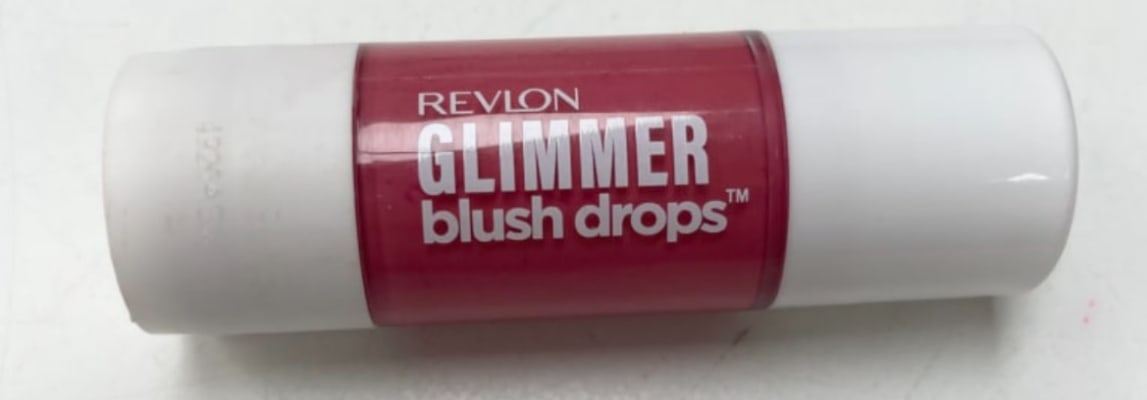 REVLON
GLIMMER
blush drops™